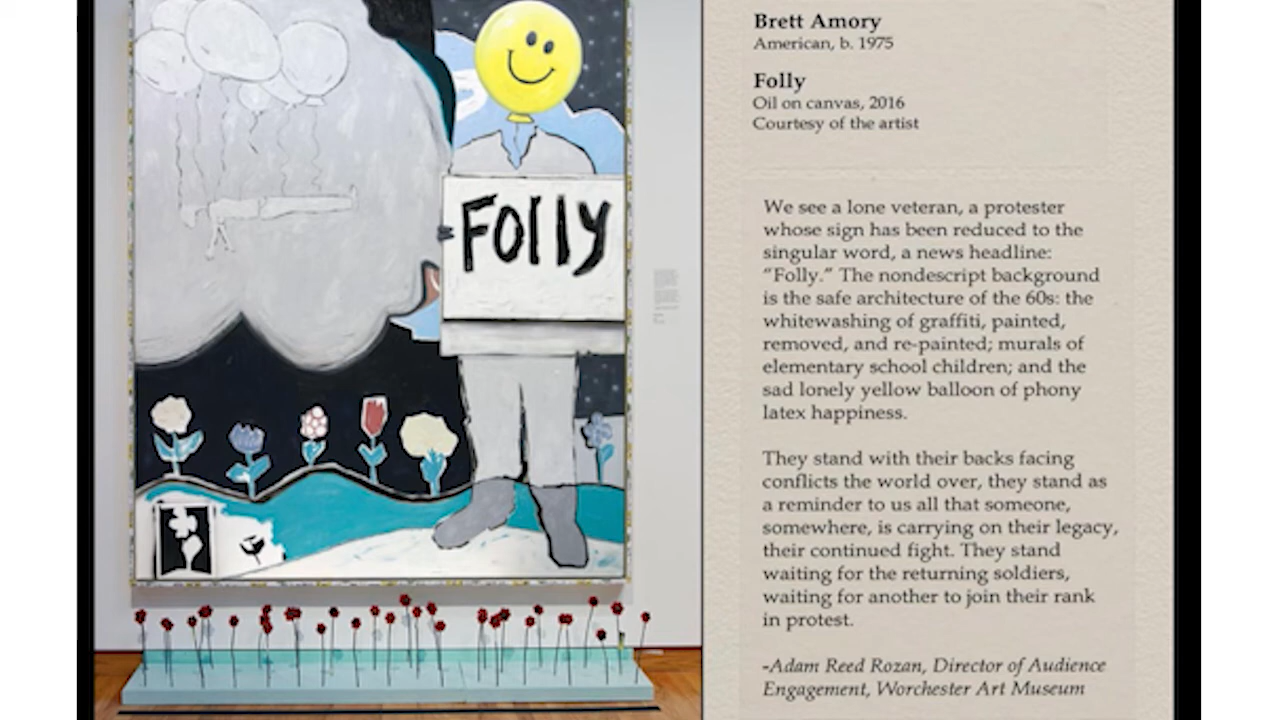 Folly
Brett Amory
American, b. 1975
Folly
Oil on canvas, 2016
Courtesy of the artist
We see a lone veteran, a protester
whose sign has been reduced to the
singular word, a news headline:
“Folly.” The nondescript background
is the safe architecture of the 60s: the
whitewashing of graffiti, painted,
removed, and re-painted; murals of
elementary school children; and the
sad lonely yellow balloon of phony
latex happiness.
They stand with their backs facing
conflicts the world over, they stand as
a reminder to us all that someone,
somewhere, is carrying on their legacy,
their continued fight. They stand
waiting for the returning soldiers,
waiting for another to join their rank
in protest.
-Adam Reed Rozan, Director of Audience
Engagement, Worchester Art Museum